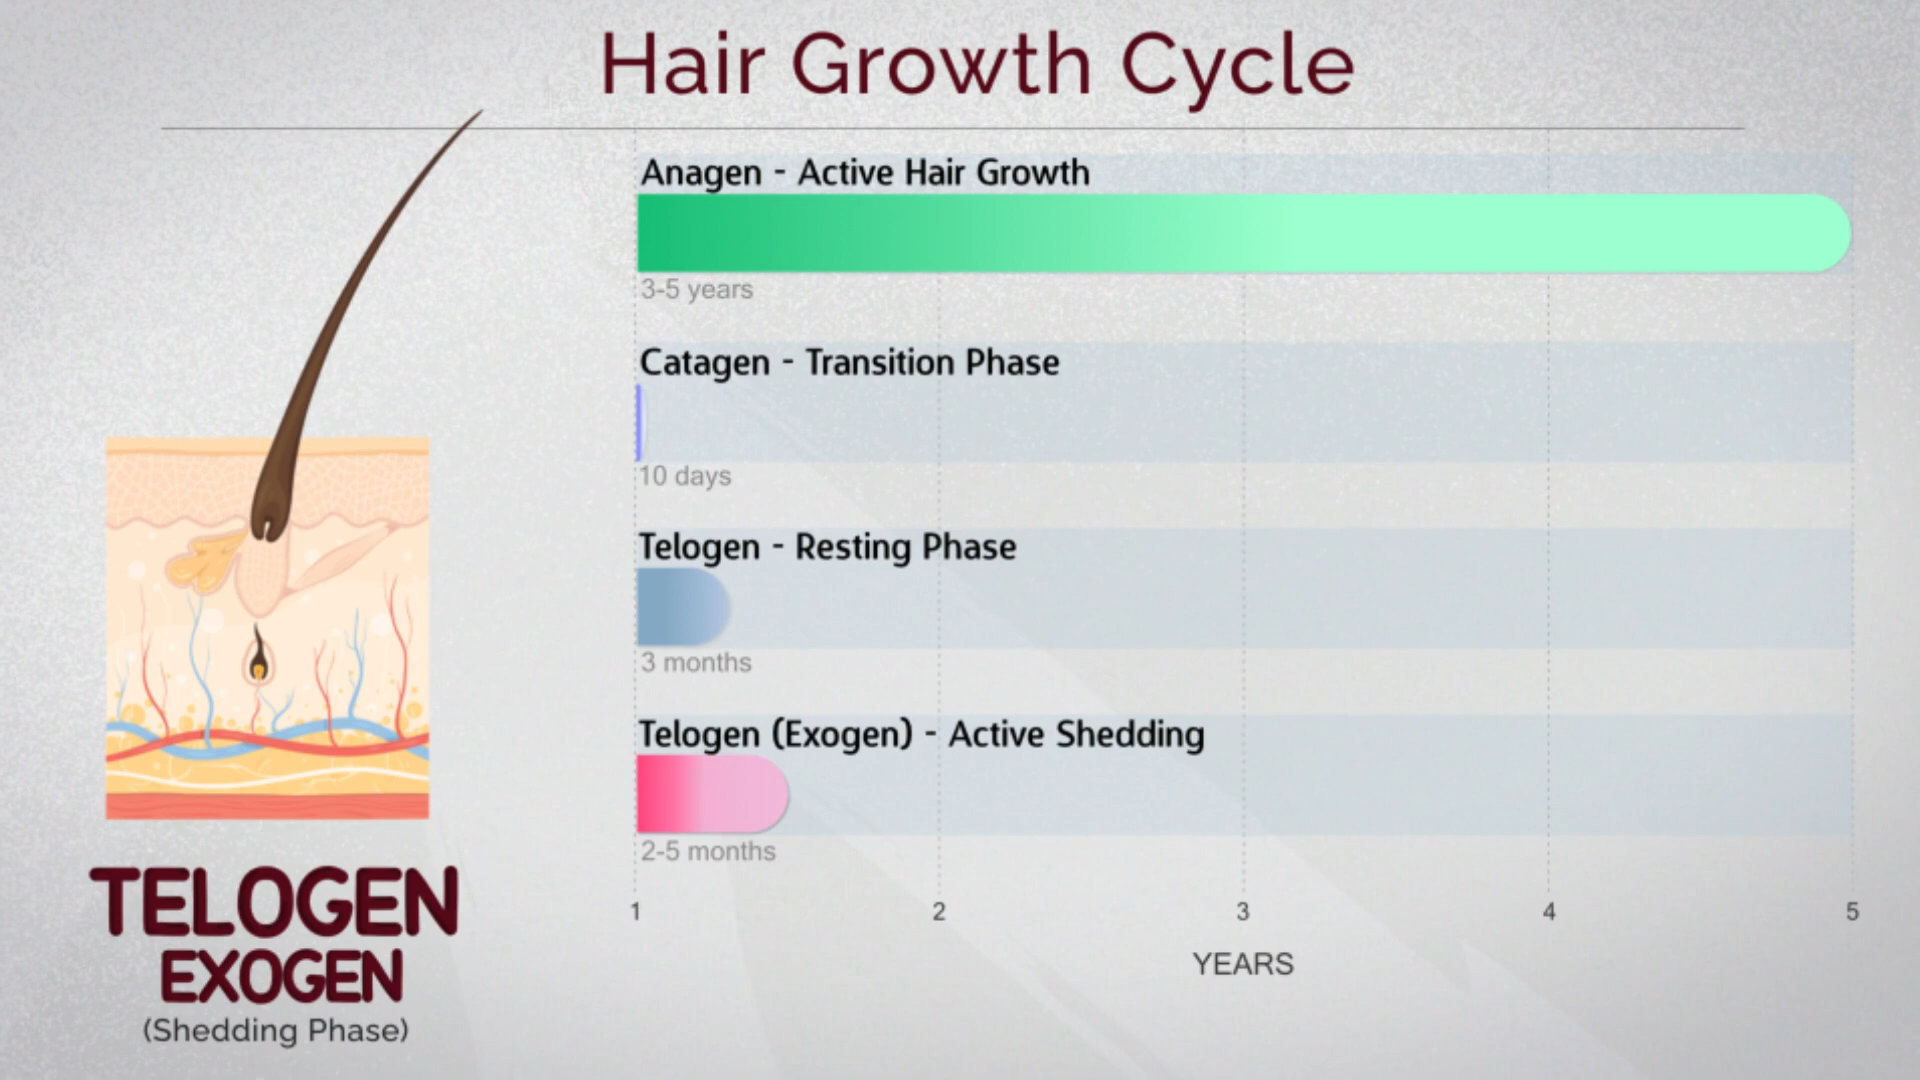 Hair Growth Cycle
Anagen - Active Hair Growth
3-5 years
Catagen - Transition Phase
10 days
Telogen - Resting Phase
3 months
Telogen (Exogen) - Active Shedding
2-5 months
1 2 3 4 5
YEARS
TELOGEN
EXOGEN
(Shedding Phase)